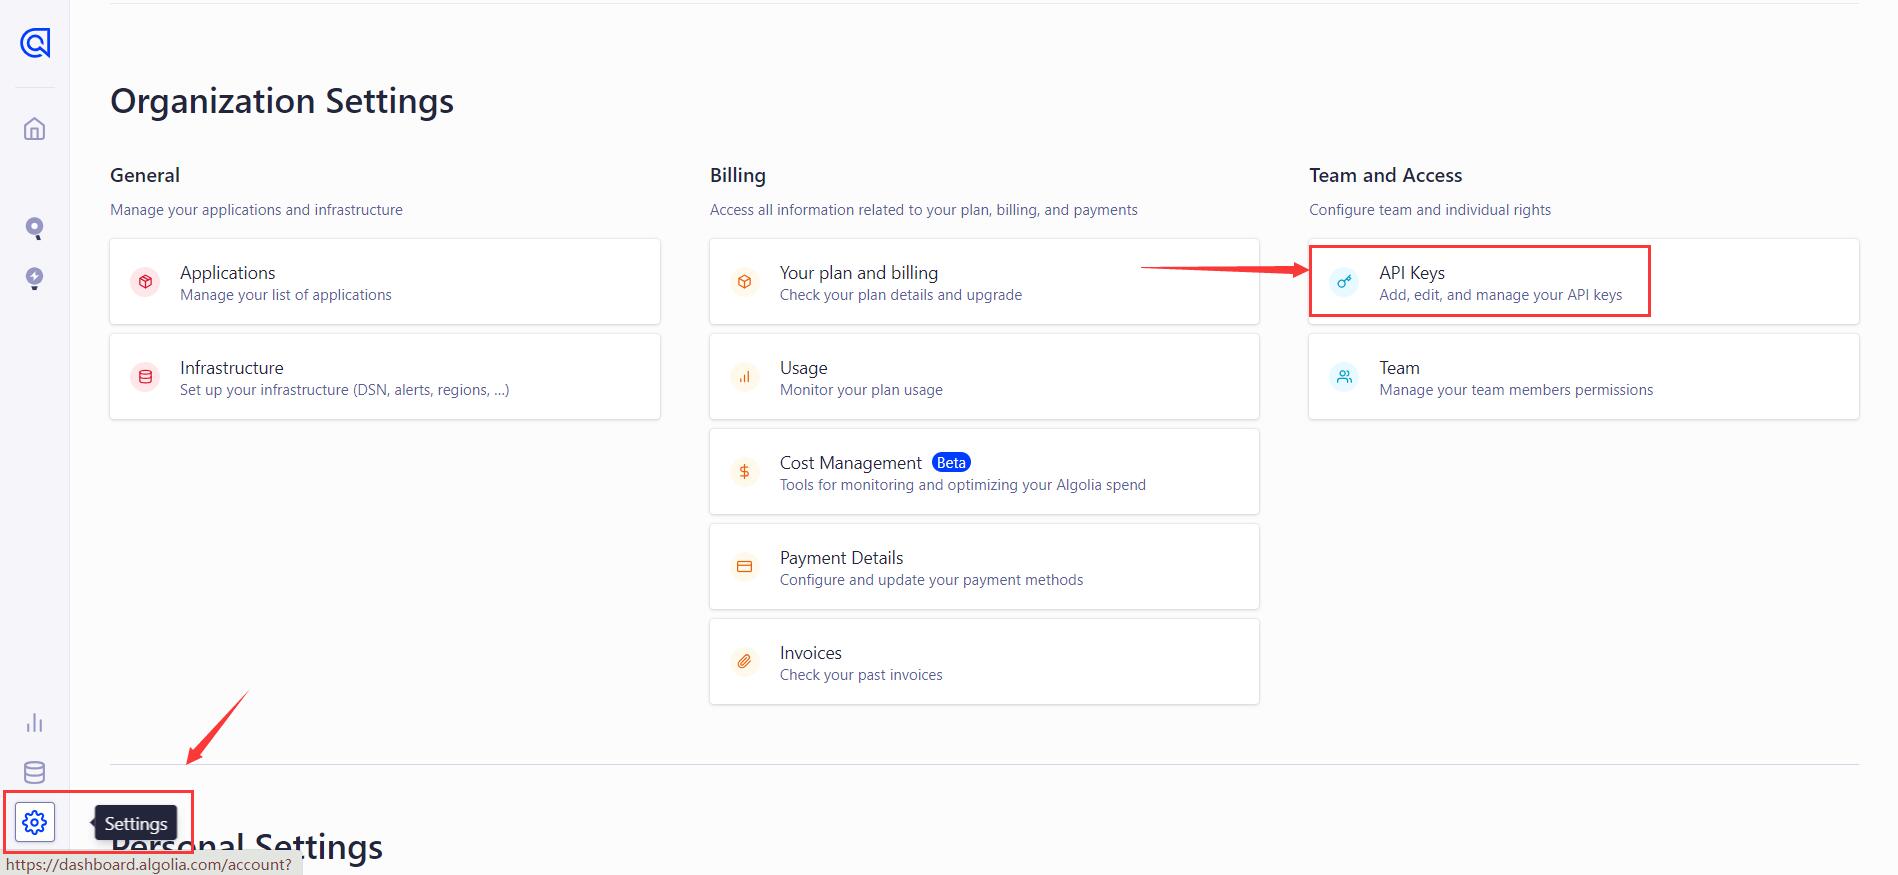 Organization Settings
General
Manage your applications and infrastructure
Applications
Manage your list of applications
Infrastructure
Set up your infrastructure (DSN, alerts, regions, ...)
Billing
Access all information related to your plan, billing, and payments
Your plan and billing
Check your plan details and upgrade
Usage
Monitor your plan usage
Cost Management Beta
Tools for monitoring and optimizing your Algolia spend
Payment Details
Configure and update your payment methods
Invoices
Check your past invoices
Team and Access
Configure team and individual rights
API Keys
Add, edit, and manage your API keys
Team
Manage your team members permissions
Settings
Personal Settings
https://dashboard.algolia.com/account?